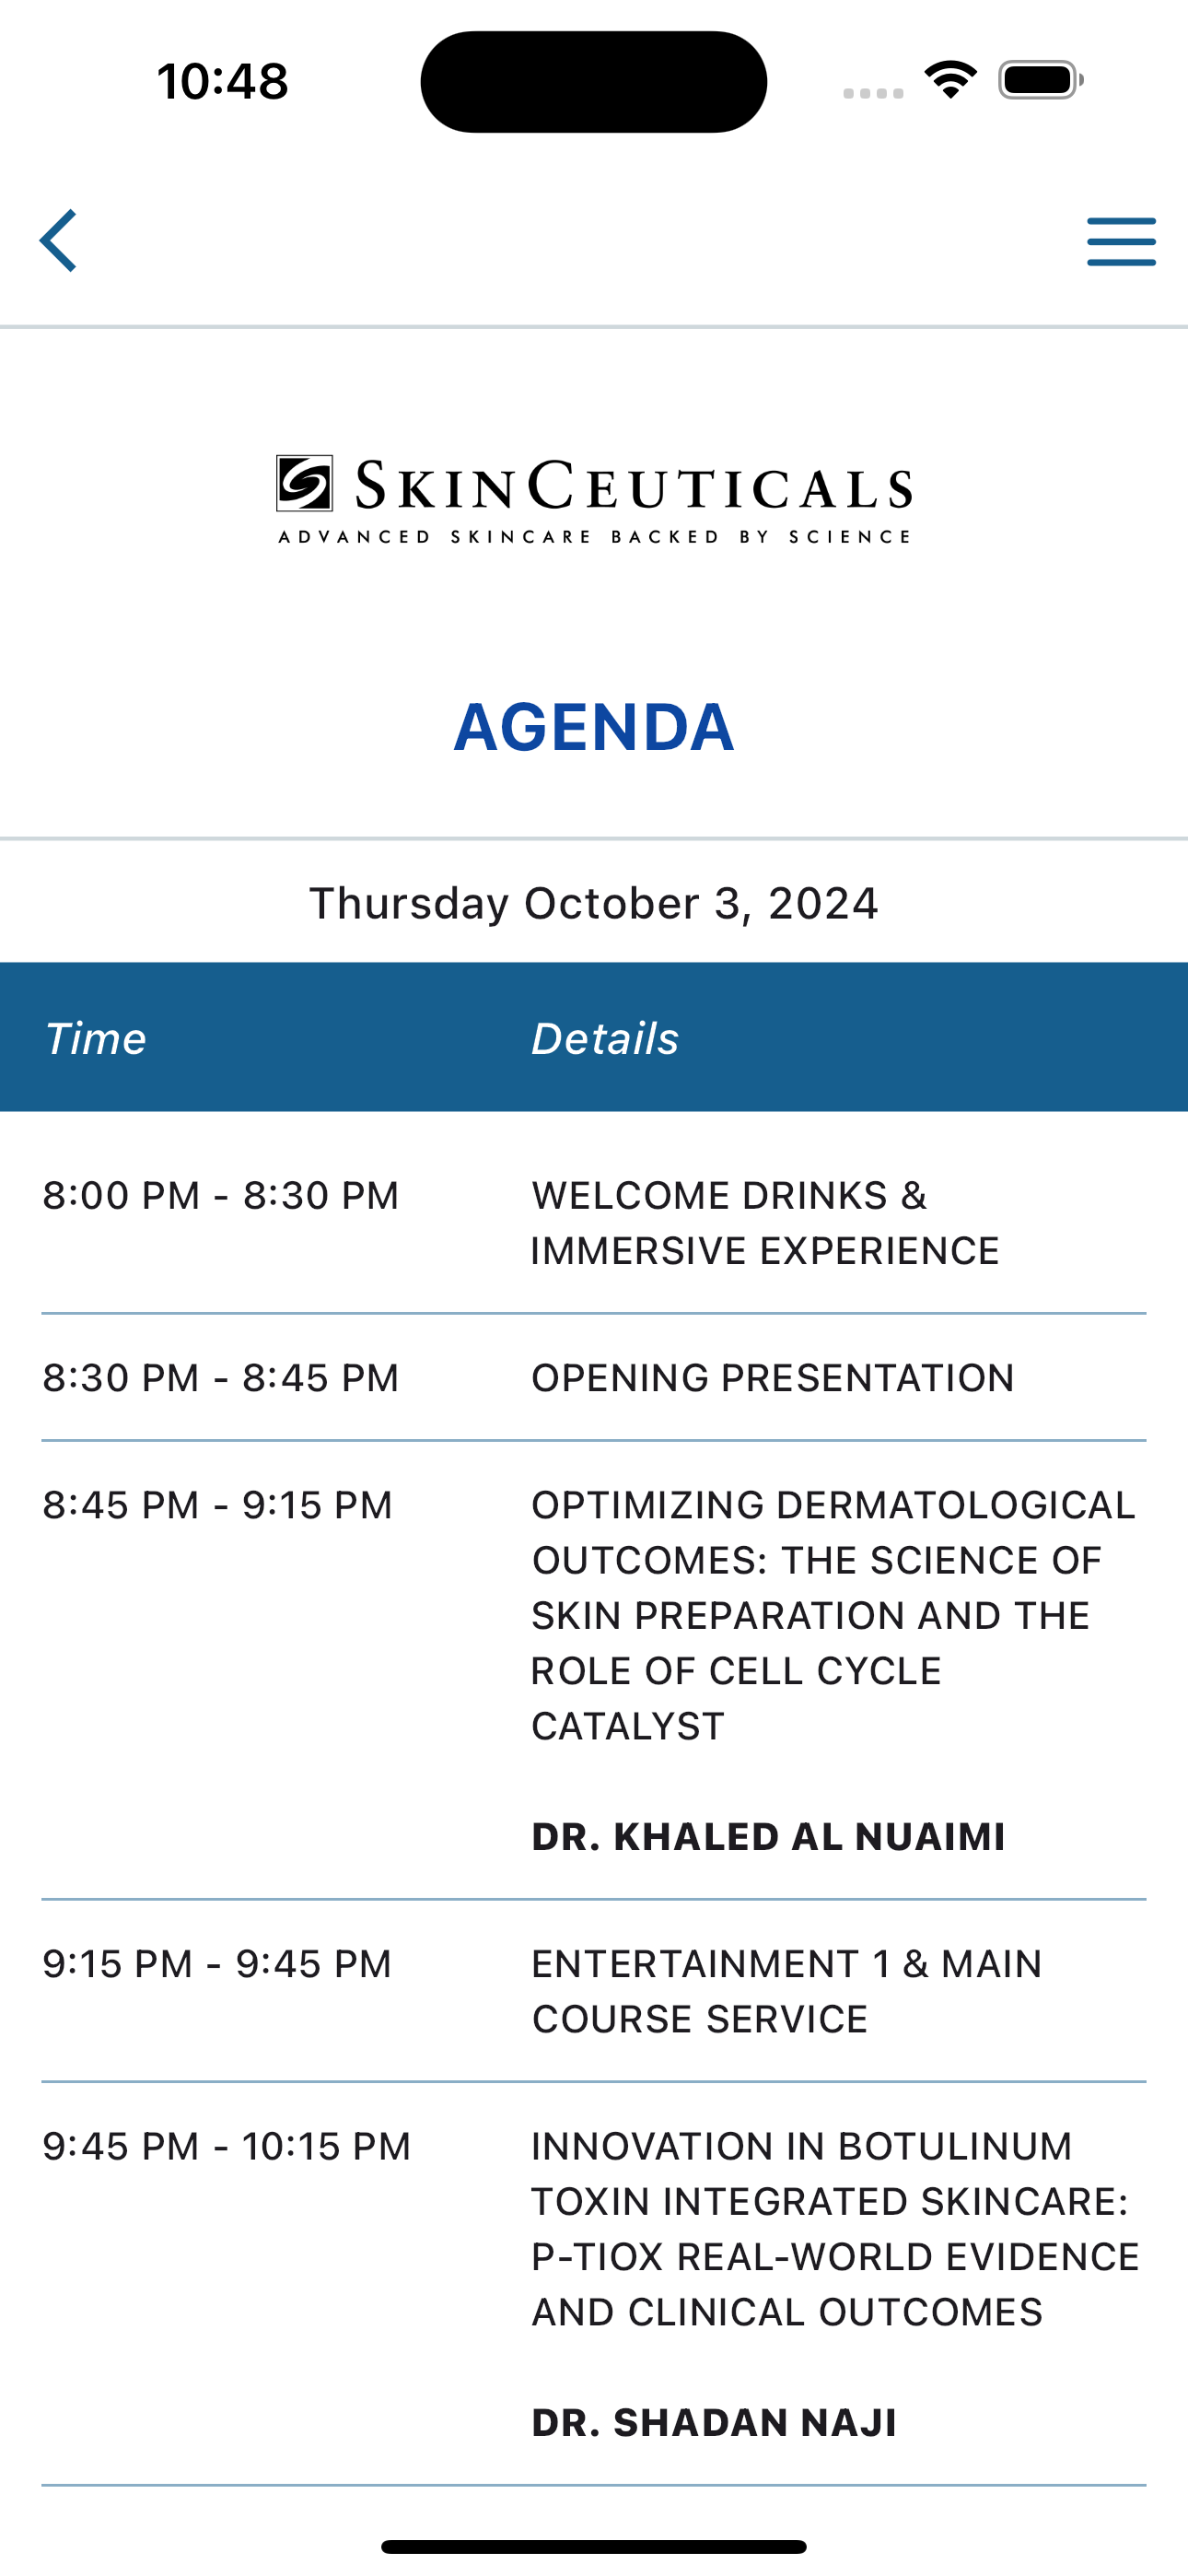 10:48
SKINCEUTICALS
ADVANCED SKINCARE BACKED BY SCIENCE
AGENDA
Thursday October 3, 2024
Time Details
8:00 PM - 8:30 PM WELCOME DRINKS &
IMMERSIVE EXPERIENCE
8:30 PM - 8:45 PM OPENING PRESENTATION
8:45 PM - 9:15 PM OPTIMIZING DERMATOLOGICAL
OUTCOMES: THE SCIENCE OF
SKIN PREPARATION AND THE
ROLE OF CELL CYCLE
CATALYST
DR. KHALED AL NUAIMI
9:15 PM - 9:45 PM ENTERTAINMENT 1 & MAIN
COURSE SERVICE
9:45 PM - 10:15 PM INNOVATION IN BOTULINUM
TOXIN INTEGRATED SKINCARE:
P-TIOX REAL-WORLD EVIDENCE
AND CLINICAL OUTCOMES
DR. SHADAN NAJI